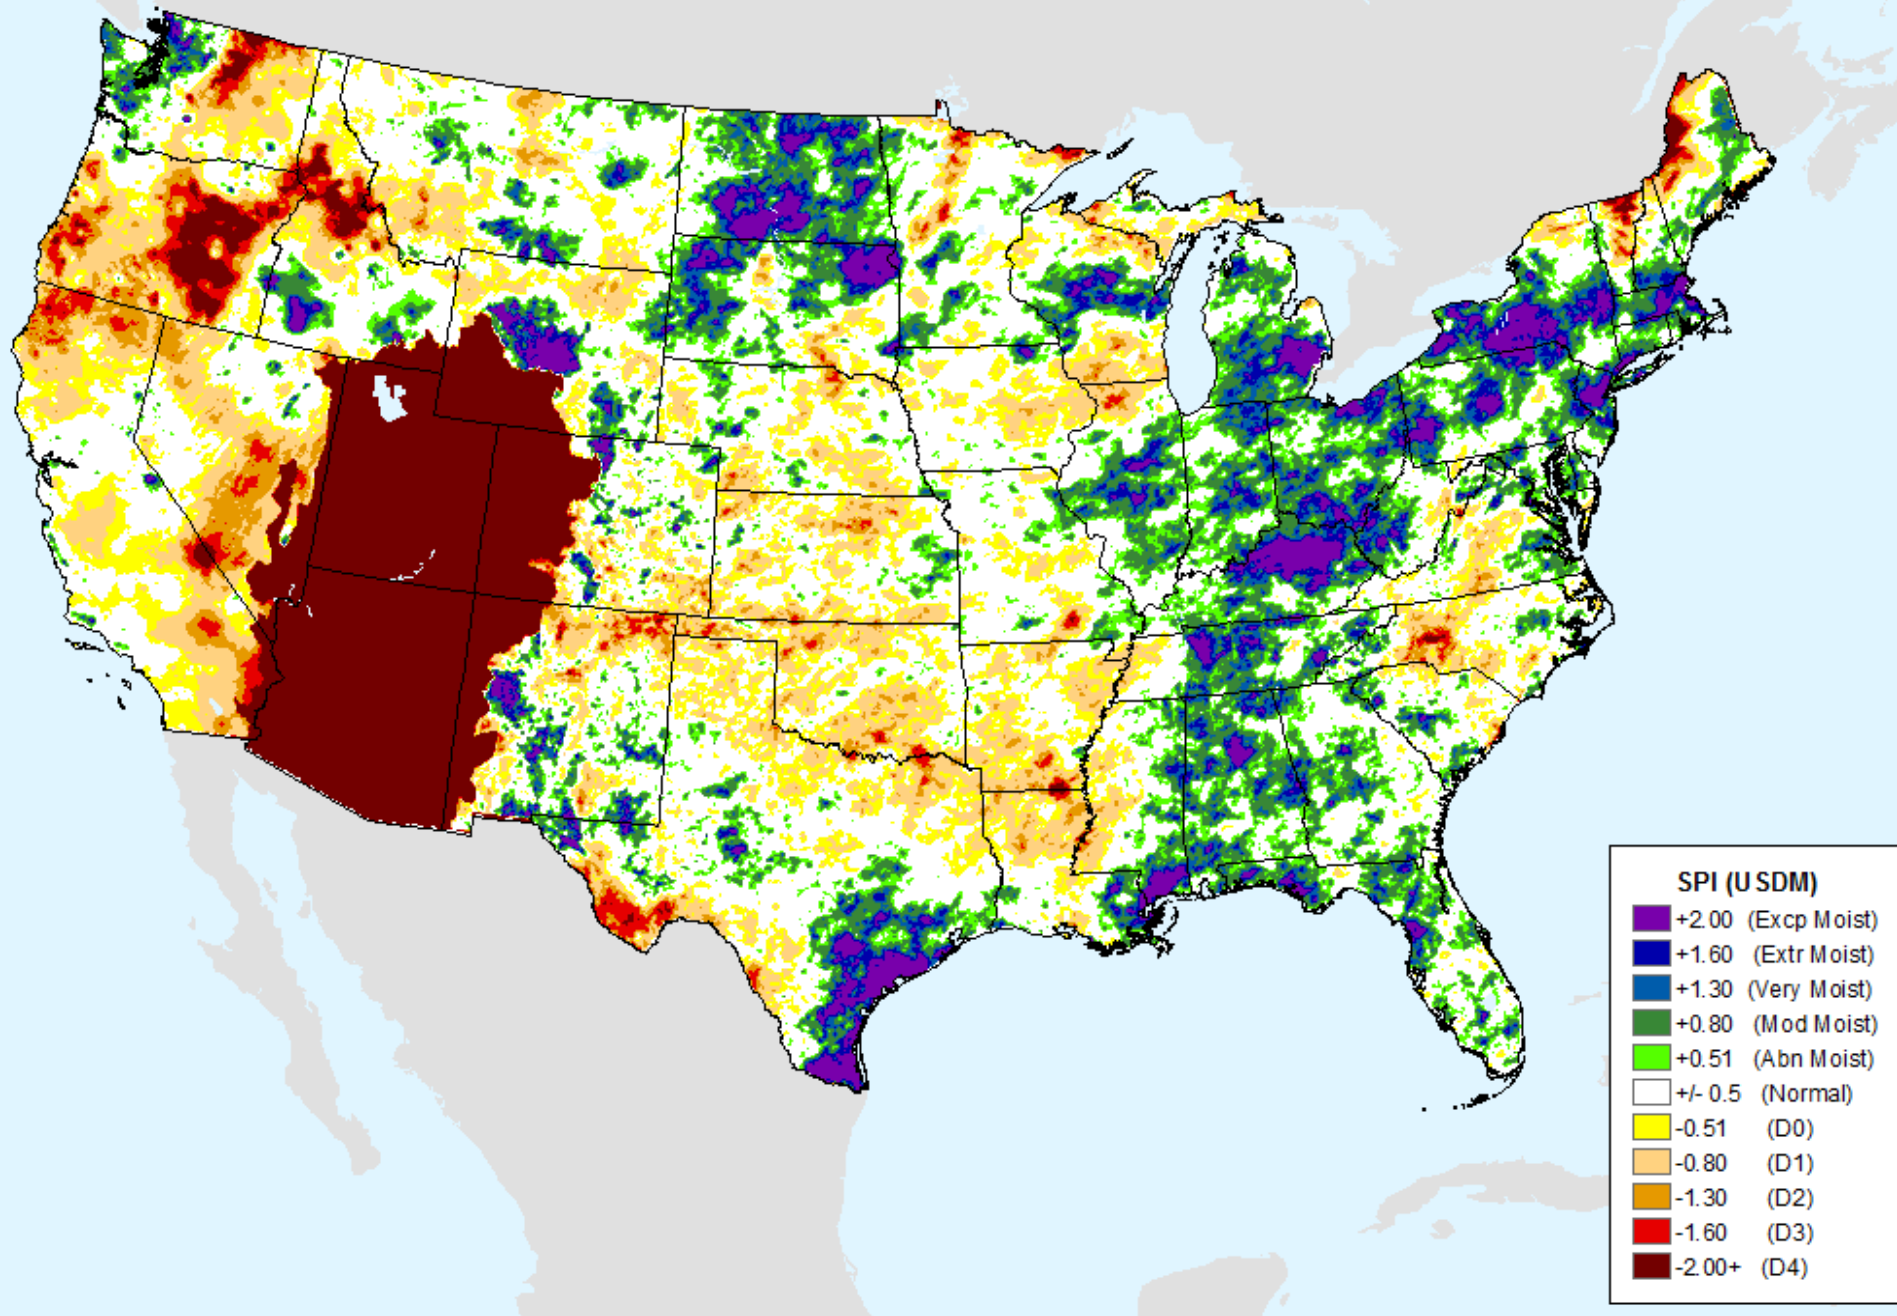 SPI (USDM)
+2.00 (Excp Moist)
+1.60 (Extr Moist)
+1.30 (Very Moist)
+0.80 (Mod Moist)
+0.51 (Abn Moist)
+/- 0.5 (Normal)
-0.51 (D0)
-0.80 (D1)
-1.30 (D2)
-1.60 (D3)
-2.00+ (D4)